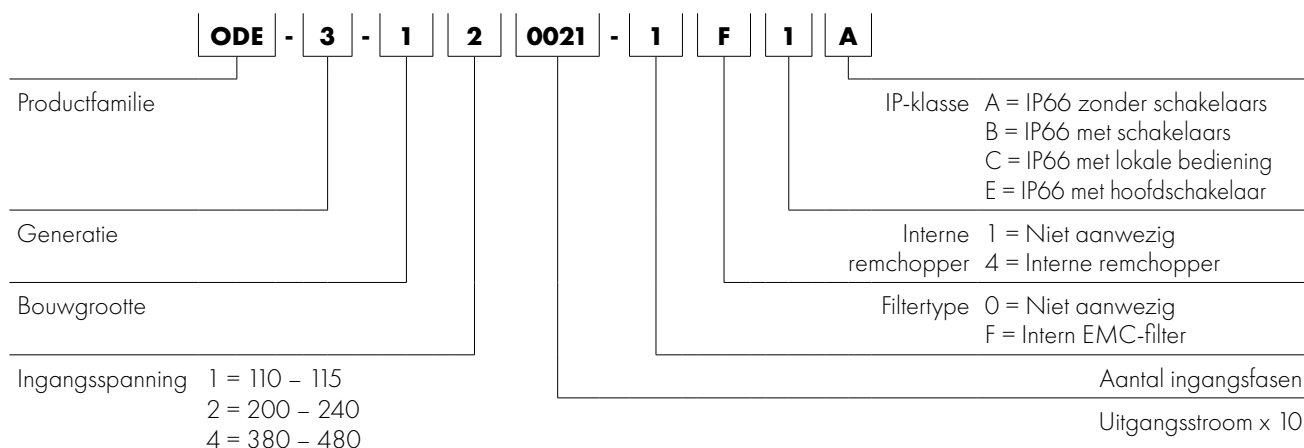 ODE - 3 - 1 2 0021 - 1 F 1 A
Productfamilie
IP-klasse A = IP66 zonder schakelaars
B = IP66 met schakelaars
C = IP66 met lokale bediening
E = IP66 met hoofdschakelaar
Generatie
Interne remchopper 1 = Niet aanwezig
4 = Interne remchopper
Bouwgrootte
Filtertype 0 = Niet aanwezig
F = Intern EMC-filter
Ingangsspanning 1 = 110 – 115
2 = 200 – 240
4 = 380 – 480
Aantal ingangsfasen
Uitgangsstroom x 10